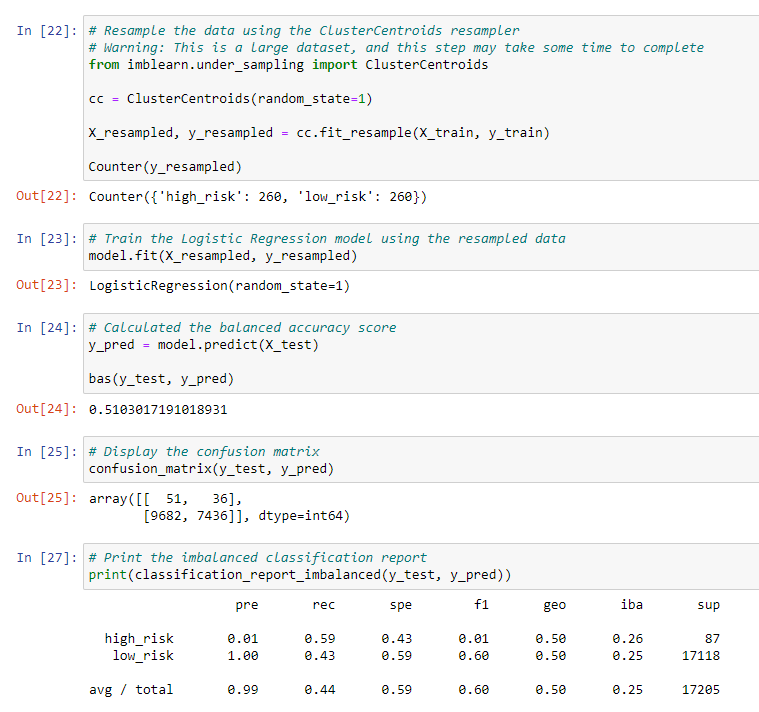 In [22]: # Resample the data using the ClusterCentroids resampler
# Warning: This is a large dataset, and this step may take some time to complete
from imblearn.under_sampling import ClusterCentroids
cc = ClusterCentroids(random_state=1)
X_resampled, y_resampled = cc.fit_resample(X_train, y_train)
Counter(y_resampled)
Out[22]: Counter({'high_risk': 260, 'low_risk': 260})
In [23]: # Train the Logistic Regression model using the resampled data
model.fit(X_resampled, y_resampled)
Out[23]: LogisticRegression(random_state=1)
In [24]: # Calculated the balanced accuracy score
y_pred = model.predict(X_test)
bas(y_test, y_pred)
Out[24]: 0.5103017191018931
In [25]: # Display the confusion matrix
confusion_matrix(y_test, y_pred)
Out[25]: array([[  51,   36],
[9682, 7436]], dtype=int64)
In [27]: # Print the imbalanced classification report
print(classification_report_imbalanced(y_test, y_pred))
pre rec spe f1 geo iba sup
high_risk 0.01 0.59 0.43 0.01 0.50 0.26 87
low_risk 1.00 0.43 0.59 0.60 0.50 0.25 17118
avg / total 0.99 0.44 0.59 0.60 0.50 0.25 17205